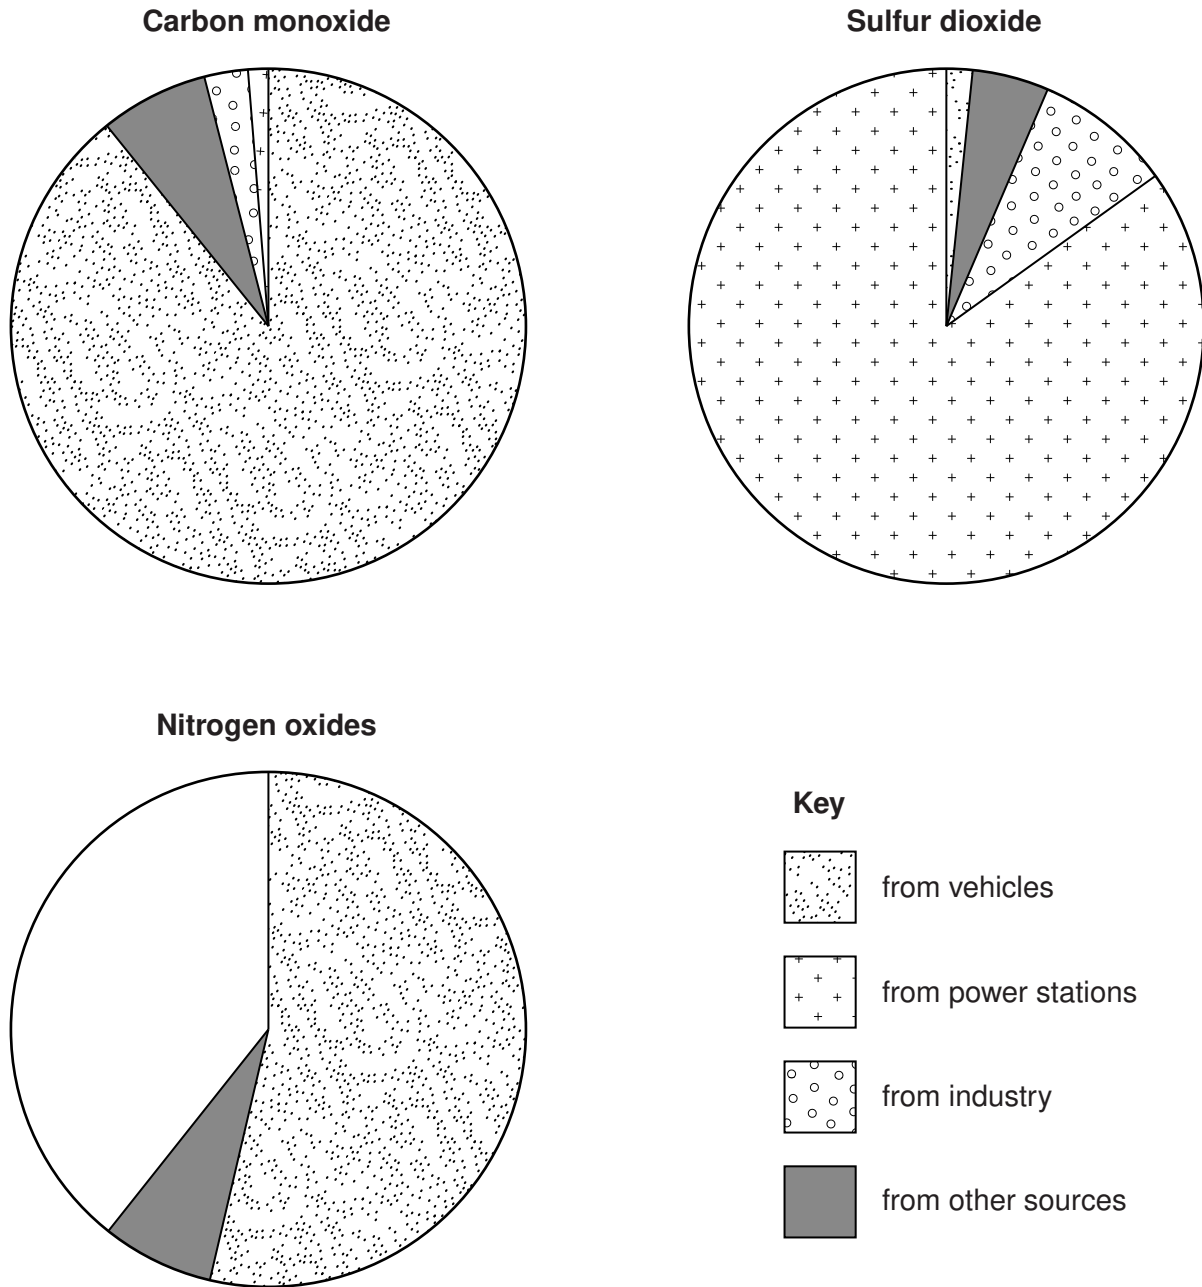 Carbon monoxide
Sulfur dioxide
Nitrogen oxides
Key
from vehicles
from power stations
from industry
from other sources